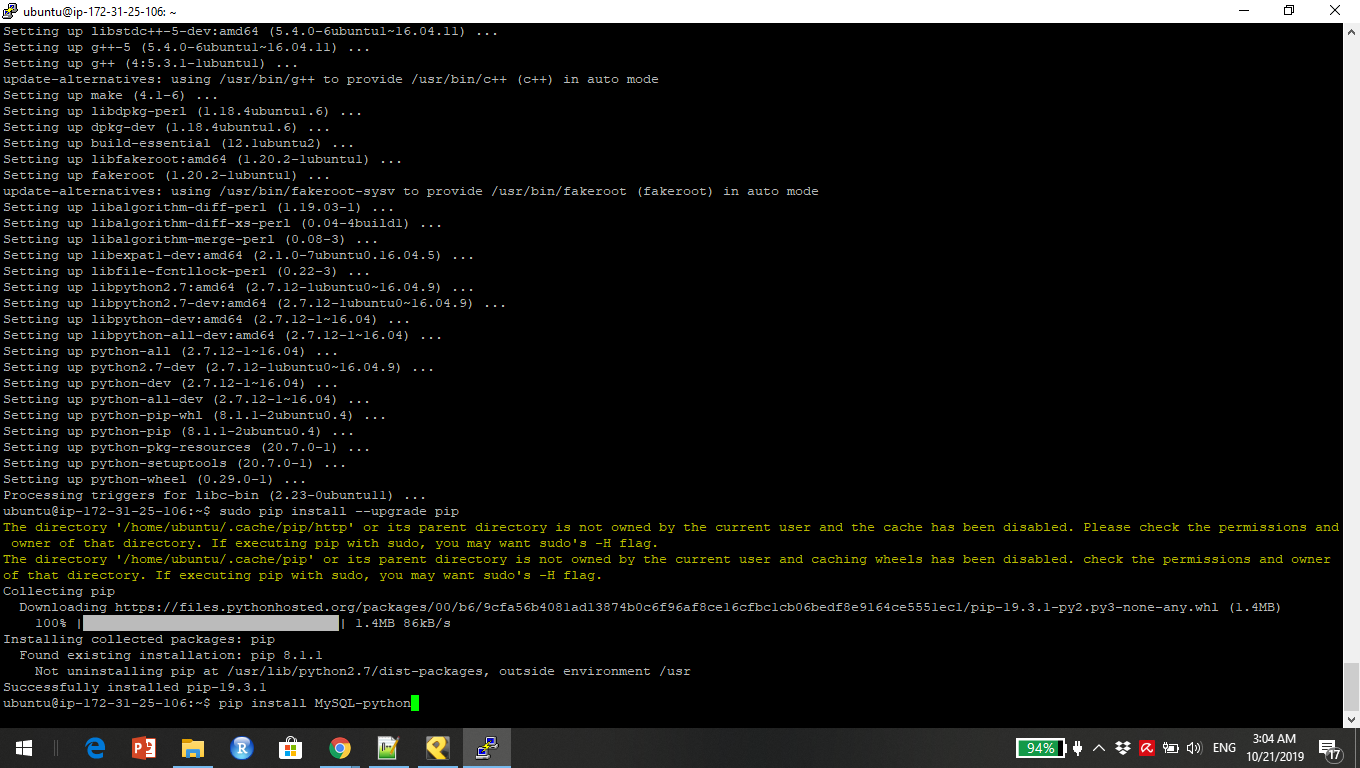 ubuntu@ip-172-31-25-106: ~
Setting up libstdc++-5-dev:amd64 (5.4.0-6ubuntu1~16.04.11) ...
Setting up g++-5 (5.4.0-6ubuntu1~16.04.11) ...
Setting up g++ (4:5.3.1-1ubuntu1) ...
update-alternatives: using /usr/bin/g++ to provide /usr/bin/c++ (c++) in auto mode
Setting up make (4.1-6) ...
Setting up libdpkg-perl (1.18.4ubuntu1.6) ...
Setting up dpkg-dev (1.18.4ubuntu1.6) ...
Setting up build-essential (12.1ubuntu2) ...
Setting up libfakeroot:amd64 (1.20.2-1ubuntu1) ...
Setting up fakeroot (1.20.2-1ubuntu1) ...
update-alternatives: using /usr/bin/fakeroot-sysv to provide /usr/bin/fakeroot (fakeroot) in auto mode
Setting up libalgorithm-diff-perl (1.19.03-1) ...
Setting up libalgorithm-diff-xs-perl (0.04-4build1) ...
Setting up libalgorithm-merge-perl (0.08-3) ...
Setting up libexpat1-dev:amd64 (2.1.0-7ubuntu0.16.04.5) ...
Setting up libfile-fcntllock-perl (0.22-3) ...
Setting up libpython2.7:amd64 (2.7.12-1ubuntu0~16.04.9) ...
Setting up libpython2.7-dev:amd64 (2.7.12-1ubuntu0~16.04.9) ...
Setting up libpython-dev:amd64 (2.7.12-1~16.04) ...
Setting up libpython-all-dev:amd64 (2.7.12-1~16.04) ...
Setting up python-all (2.7.12-1~16.04) ...
Setting up python2.7-dev (2.7.12-1ubuntu0~16.04.9) ...
Setting up python-dev (2.7.12-1~16.04) ...
Setting up python-all-dev (2.7.12-1~16.04) ...
Setting up python-pip-whl (8.1.1-2ubuntu0.4) ...
Setting up python-pip (8.1.1-2ubuntu0.4) ...
Setting up python-pkg-resources (20.7.0-1) ...
Setting up python-setuptools (20.7.0-1) ...
Setting up python-wheel (0.29.0-1) ...
Processing triggers for libc-bin (2.23-0ubuntu11) ...
ubuntu@ip-172-31-25-106:~$ sudo pip install --upgrade pip
The directory '/home/ubuntu/.cache/pip/http' or its parent directory is not owned by the current user and the cache has been disabled. Please check the permissions and
owner of that directory. If executing pip with sudo, you may want sudo's -H flag.
The directory '/home/ubuntu/.cache/pip' or its parent directory is not owned by the current user and caching wheels has been disabled. check the permissions and owner
of that directory. If executing pip with sudo, you may want sudo's -H flag.
Collecting pip
Downloading https://files.pythonhosted.org/packages/00/b6/9cfa56b4081ad13874b0c6f96af8ce16cfbc1cb06bedf8e9164ce5551ec1/pip-19.3.1-py2.py3-none-any.whl (1.4MB)
100% | | 1.4MB 86kB/s
Installing collected packages: pip
Found existing installation: pip 8.1.1
Not uninstalling pip at /usr/lib/python2.7/dist-packages, outside environment /usr
Successfully installed pip-19.3.1
ubuntu@ip-172-31-25-106:~$ pip install MySQL-python
94%
ENG
3:04 AM
10/21/2019
17